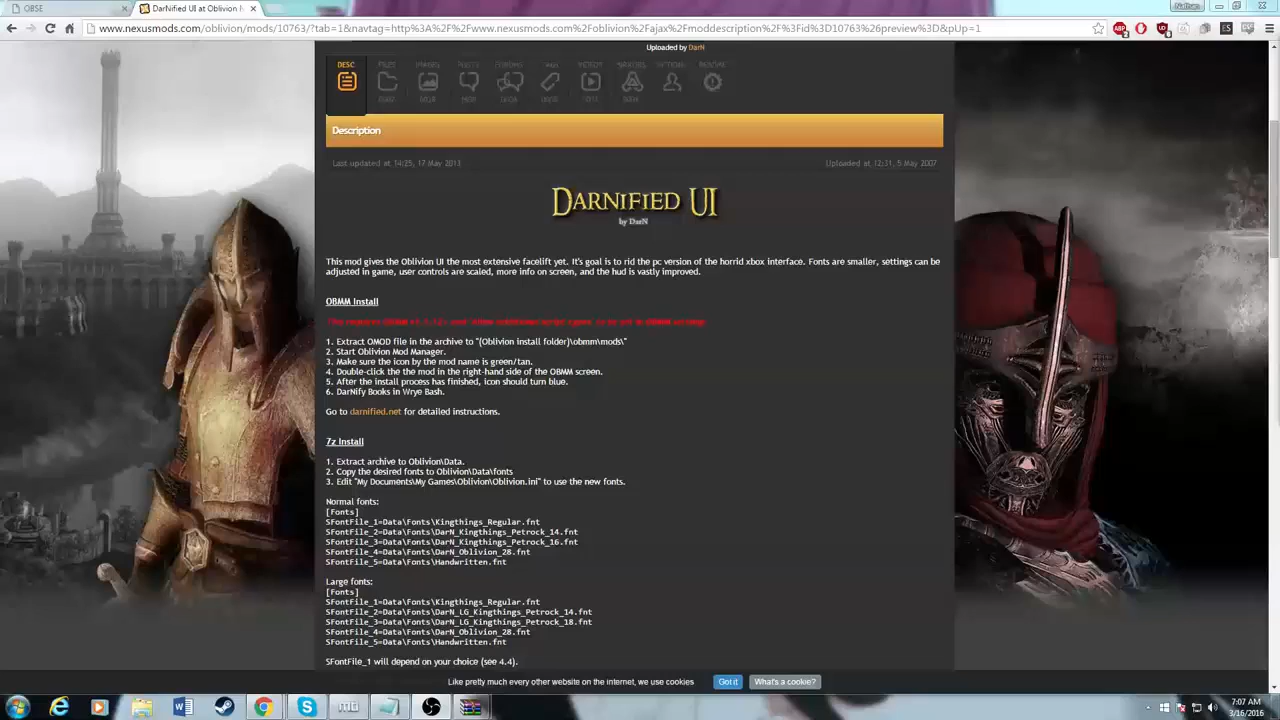 OBSE
DarNified UI at Oblivion N
www.nexusmods.com/oblivion/mods/10763/?tab=1&navtag=http%3A%2F%2Fwww.nexusmods.com%2Foblivion%2Fajax%2Fmoddescription%2F%3Fid%3D10763%26preview%3D&pUp=1
Uploaded by DarN
DESC
Description
Last updated at 14:25, 17 May 2011
Uploaded at 12:31, 5 May 2007
DARNIFIED UI
by DarN
This mod gives the Oblivion UI the most extensive facelift yet. It's goal is to rid the pc version of the horrid xbox interface. Fonts are smaller, settings can be
adjusted in game, user controls are scaled, more info on screen, and the hud is vastly improved.
OBMM Install
1. Extract OMOD file in the archive to "(Oblivion install folder)\obmm\mods\"
2. Start Oblivion Mod Manager.
3. Make sure the icon by the mod name is green/tan.
4. Double-click the the mod in the right-hand side of the OBMM screen.
5. After the install process has finished, icon should turn blue.
6. DarNify Books in Wrye Bash.
Go to darnified.net for detailed instructions.
7z Install
1. Extract archive to Oblivion\Data.
2. Copy the desired fonts to Oblivion\Data\fonts
3. Edit "My Documents\My Games\Oblivion\Oblivion.ini" to use the new fonts.
Normal fonts:
[Fonts]
SFontFile_1=Data\Fonts\Kingthings_Regular.fnt
SFontFile_2=Data\Fonts\DarN_Kingthings_Petrock_14.fnt
SFontFile_3=Data\Fonts\DarN_Kingthings_Petrock_16.fnt
SFontFile_4=Data\Fonts\DarN_Oblivion_28.fnt
SFontFile_5=Data\Fonts\Handwritten.fnt
Large fonts:
[Fonts]
SFontFile_1=Data\Fonts\Kingthings_Regular.fnt
SFontFile_2=Data\Fonts\DarN_LG_Kingthings_Petrock_14.fnt
SFontFile_3=Data\Fonts\DarN_LG_Kingthings_Petrock_18.fnt
SFontFile_4=Data\Fonts\DarN_Oblivion_28.fnt
SFontFile_5=Data\Fonts\Handwritten.fnt
SFontFile_1 will depend on your choice (see 4.4).
Like pretty much every other website on the internet, we use cookies
Got it
What's a cookie?
7:07 AM
3/16/2016